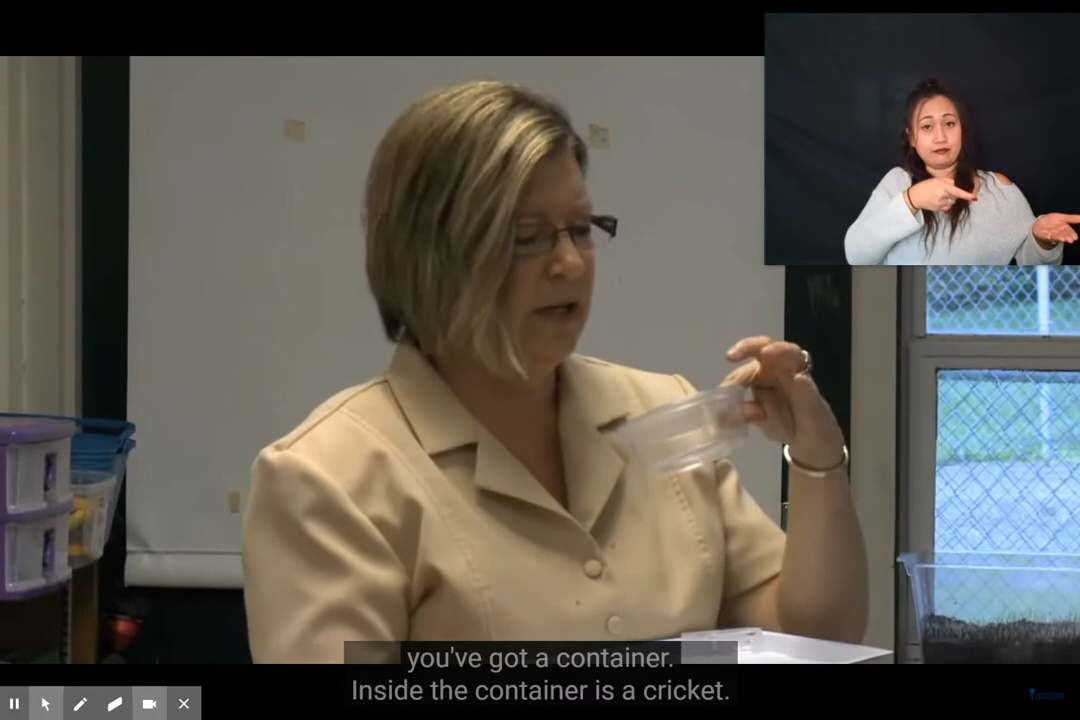 you've got a container.
Inside the container is a cricket.